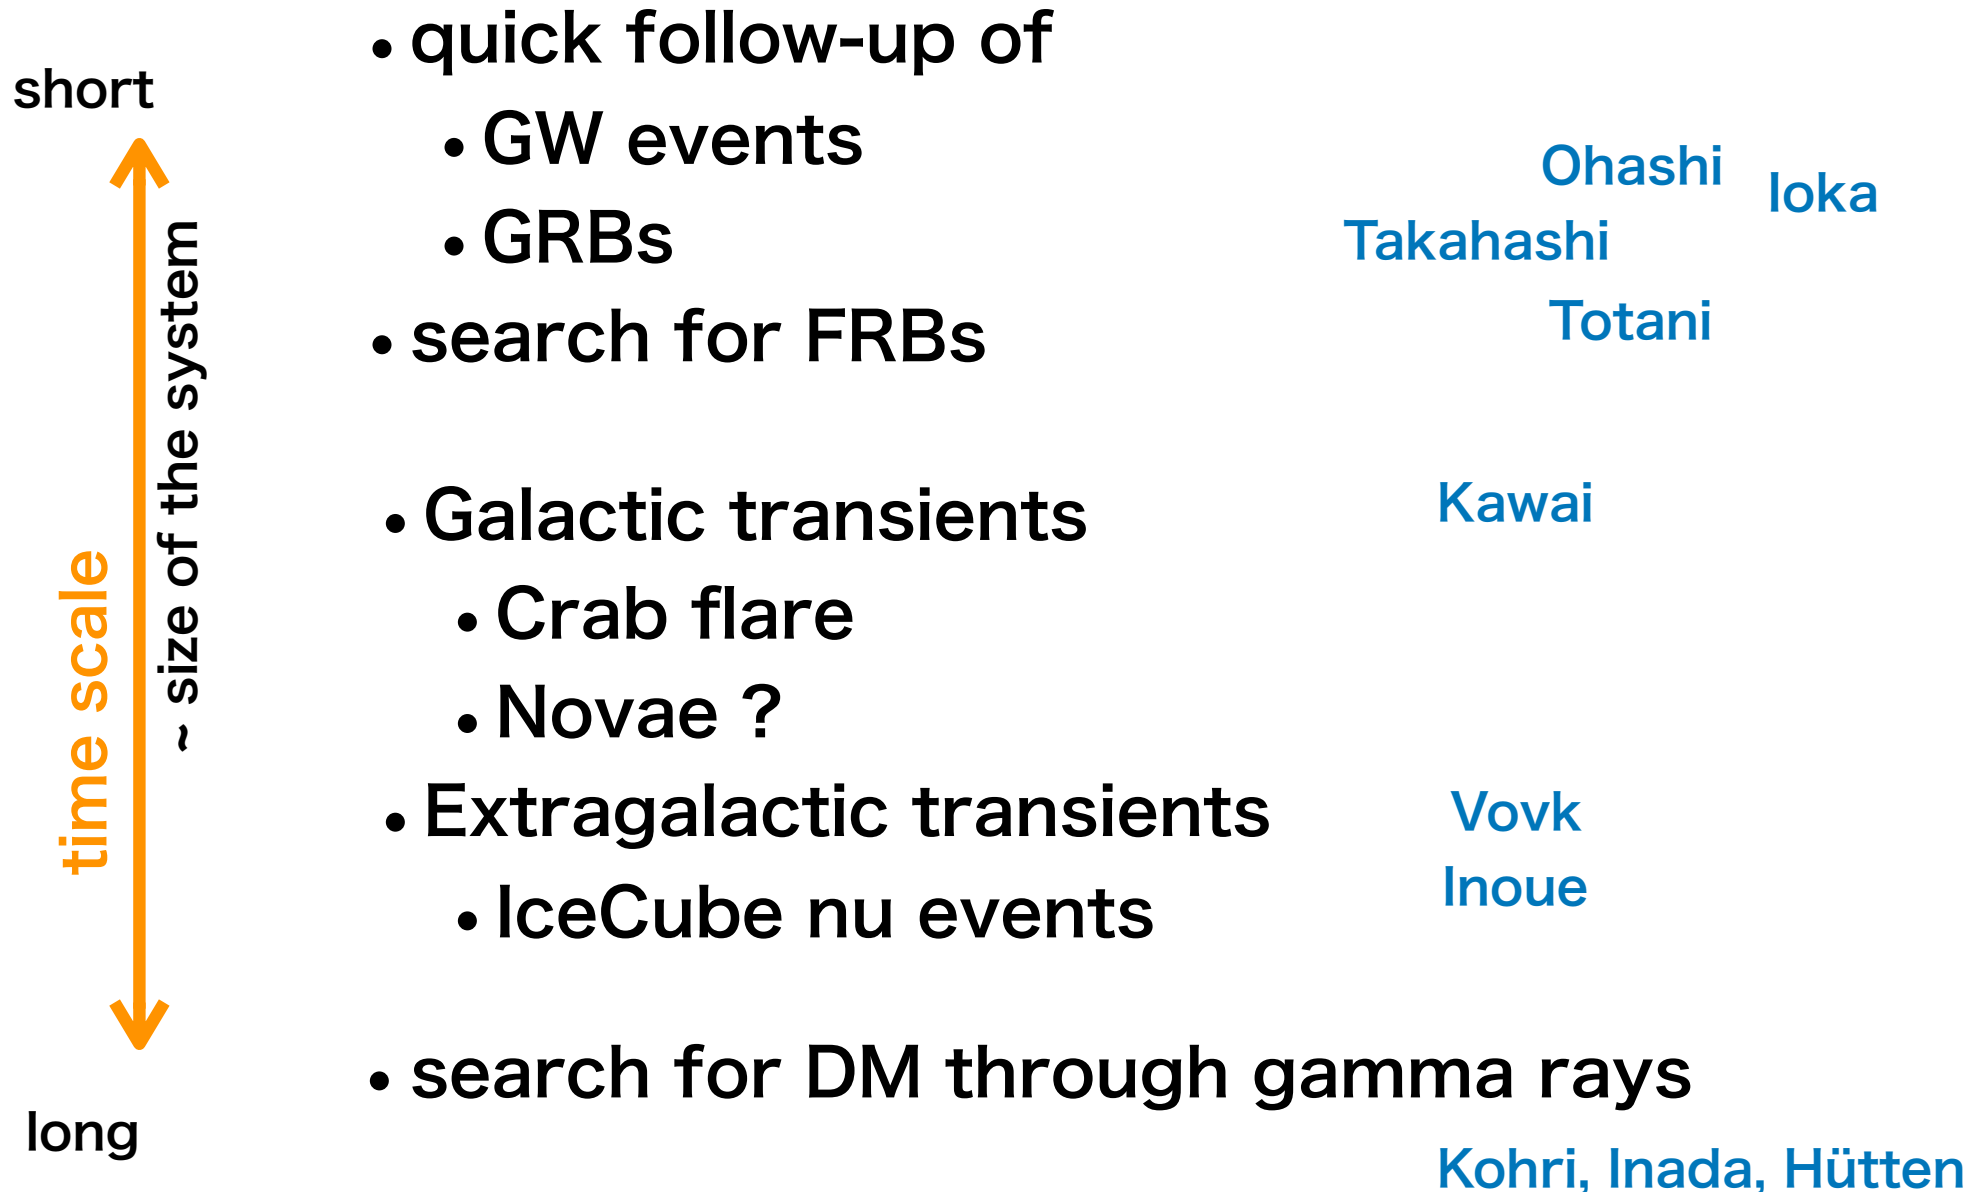 • quick follow-up of
short
• GW events
Ohashi
Ioka
• GRBs
Takahashi
• search for FRBs
Totani
~ size of the system
time scale
• Galactic transients
Kawai
• Crab flare
• Novae ?
• Extragalactic transients
Vovk
• IceCube nu events
Inoue
• search for DM through gamma rays
long
Kohri, Inada, Hütten